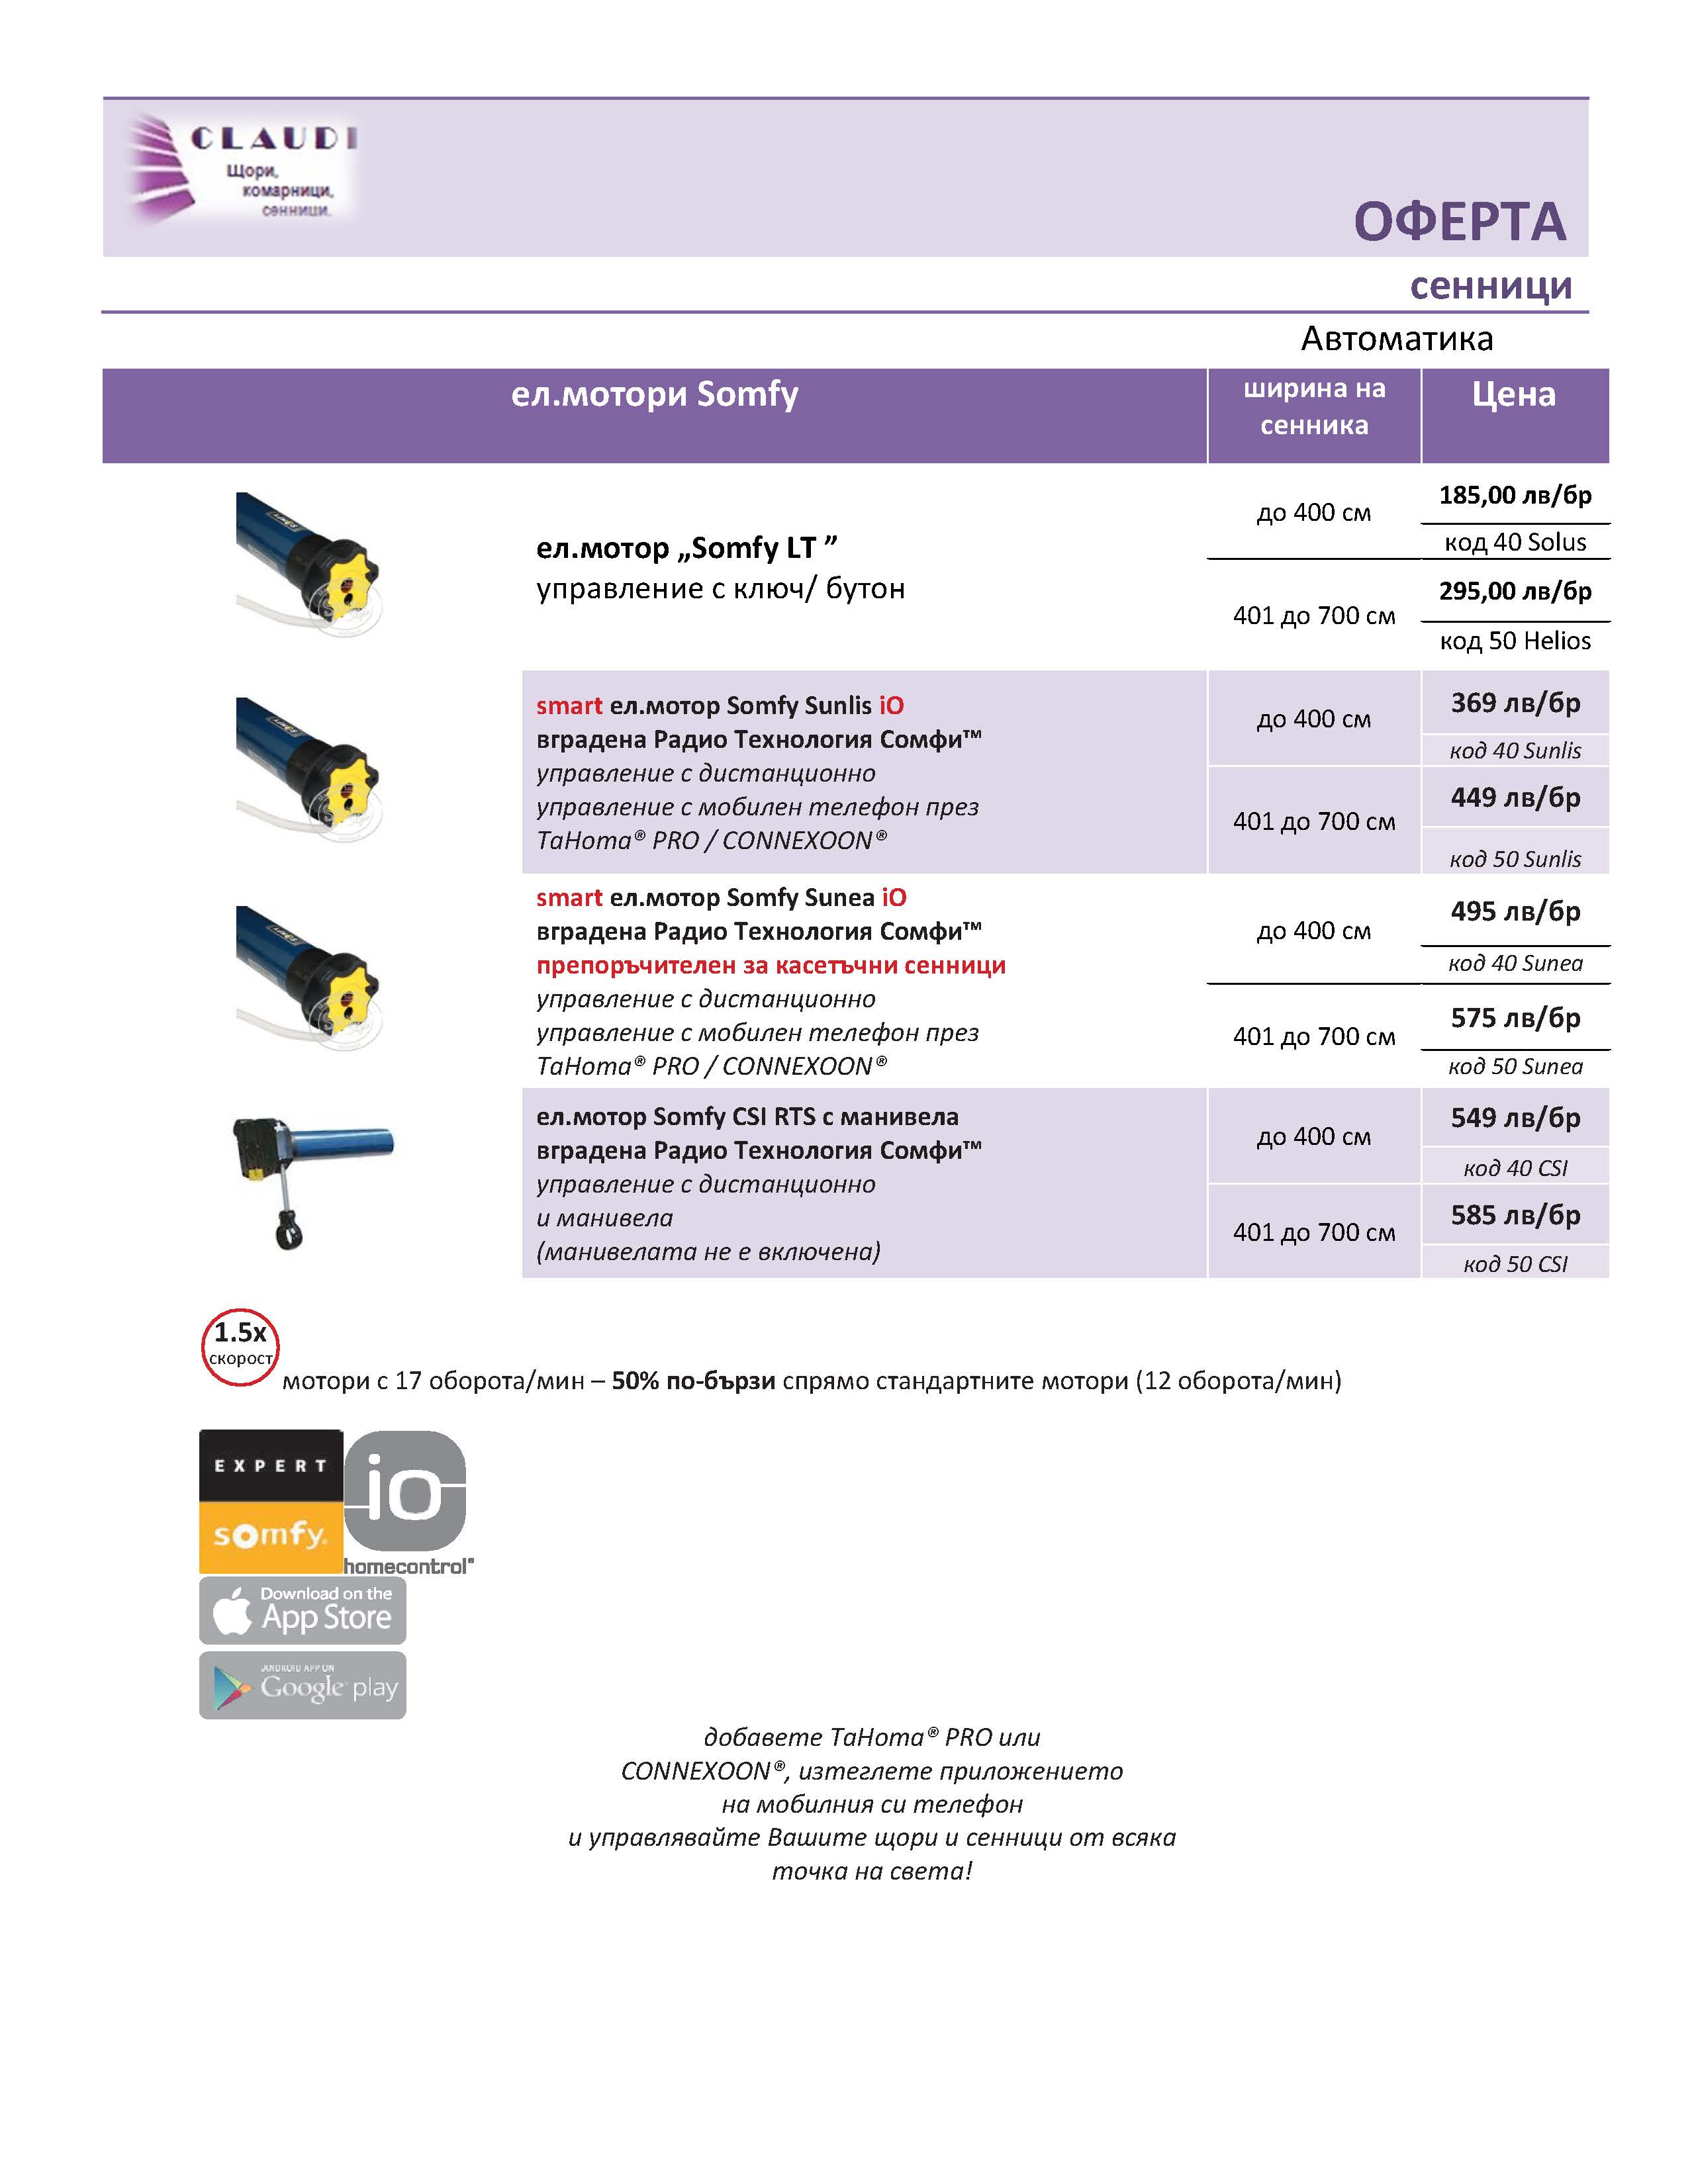 CLAUDI
Щори,
комарници,
сенници.
ОФЕРТА
сенници
Автоматика
ел.мотори Somfy
ширина на
сенника
Цена
ел.мотор „Somfy LT ”
управление с ключ/ бутон
до 400 см
185,00 лв/бр
код 40 Solus
401 до 700 см
295,00 лв/бр
код 50 Helios
smart ел.мотор Somfy Sunlis iO
вградена Радио Технология Сомфи™
управление с дистанционно
управление с мобилен телефон през
TaHoma® PRO / CONNEXOON®
до 400 см
369 лв/бр
код 40 Sunlis
401 до 700 см
449 лв/бр
код 50 Sunlis
smart ел.мотор Somfy Sunea iO
вградена Радио Технология Сомфи™
препоръчителен за касетъчни сенници
управление с дистанционно
управление с мобилен телефон през
TaHoma® PRO / CONNEXOON®
до 400 см
495 лв/бр
код 40 Sunea
401 до 700 см
575 лв/бр
код 50 Sunea
ел.мотор Somfy CSI RTS с манивела
вградена Радио Технология Сомфи™
управление с дистанционно
и манивела
(манивелата не е включена)
до 400 см
549 лв/бр
код 40 CSI
401 до 700 см
585 лв/бр
код 50 CSI
1.5x
скорост
мотори с 17 оборота/мин – 50% по-бързи спрямо стандартните мотори (12 оборота/мин)
EXPERT
somfy.
io
homecontrol®
Download on the
App Store
ANDROID APP ON
Google play
добавете TaHoma® PRO или
CONNEXOON®, изтеглете приложението
на мобилния си телефон
и управлявайте Вашите щори и сенници от всяка
точка на света!